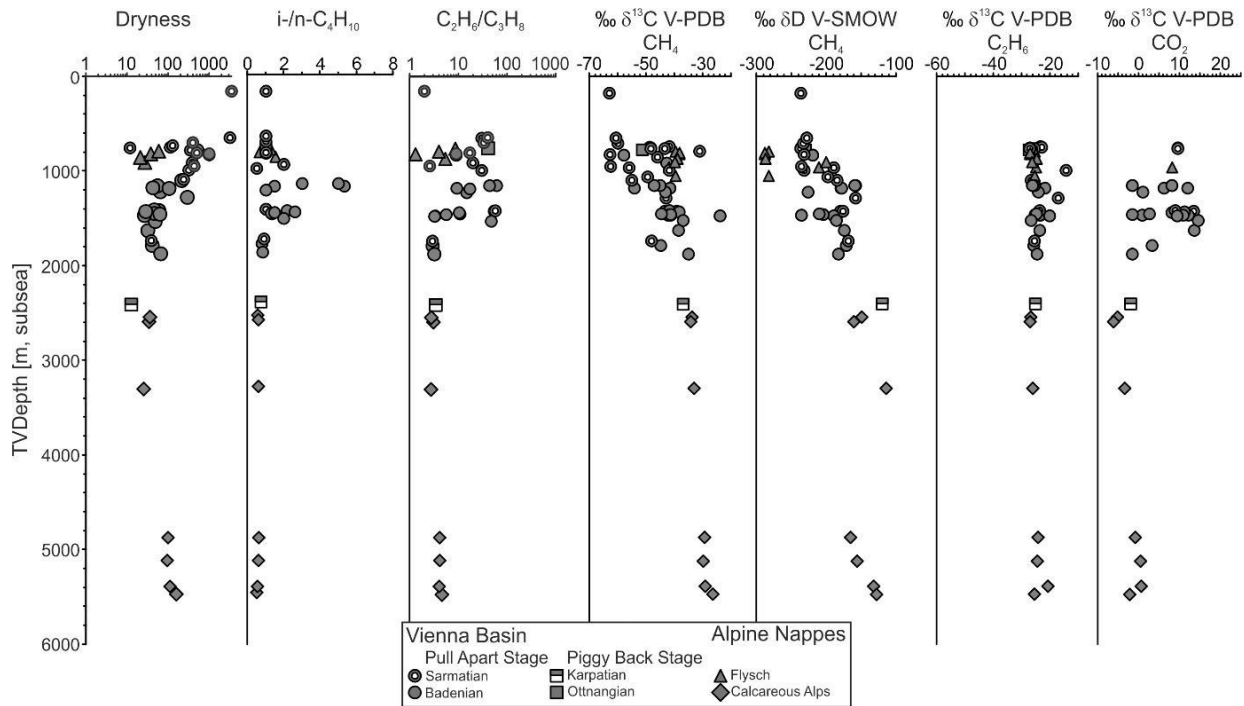 Dryness i-/n-C₄H₁₀ C₂H₆/C₃H₈ ‰ δ¹³C V-PDB ‰ δD V-SMOW ‰ δ¹³C V-PDB ‰ δ¹³C V-PDB
CH₄ CH₄ C₂H₆ CO₂
10 100 1000 0 2 4 6 8 1 10 100 1000 -70 -50 -30 -300 -200 -100 -60 -40 -20 -10 0 10 20
0
1000
2000
3000
4000
5000
6000
TVDepth [m, subsea]
Vienna Basin Alpine Nappes
Pull Apart Stage Piggy Back Stage
Sarmatian Karpatian Flysch
Badenian Ottnangian Calcareous Alps